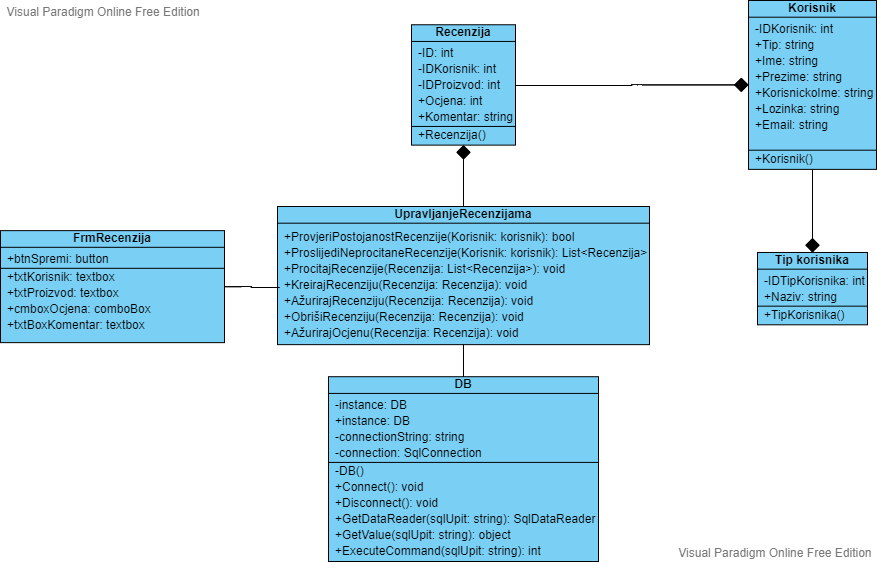 Visual Paradigm Online Free Edition
Recenzija
-ID: int
-IDKorisnik: int
-IDProizvod: int
+Ocjena: int
+Komentar: string
+Recenzija()
Korisnik
-IDKorisnik: int
+Tip: string
+Ime: string
+Prezime: string
+KorisnickoIme: string
+Lozinka: string
+Email: string
+Korisnik()
FrmRecenzija
+btnSpremi: button
+txtKorisnik: textbox
+txtProizvod: textbox
+cmboxOcjena: comboBox
+txtBoxKomentar: textbox
UpravljanjeRecenzijama
+ProvjeriPostojanostRecenzije(Korisnik: korisnik): bool
+ProslijediNeprocitaneRecenzije(Korisnik: korisnik): List<Recenzija>
+ProcitajRecenzije(Recenzija: List<Recenzija>): void
+KreirajRecenziju(Recenzija: Recenzija): void
+AžurirajRecenziju(Recenzija: Recenzija): void
+ObrišiRecenziju(Recenzija: Recenzija): void
+AžurirajOcjenu(Recenzija: Recenzija): void
Tip korisnika
-IDTipKorisnika: int
+Naziv: string
+TipKorisnika()
DB
-instance: DB
+instance: DB
-connectionString: string
-connection: SqlConnection
-DB()
+Connect(): void
+Disconnect(): void
+GetDataReader(sqlUpit: string): SqlDataReader
+GetValue(sqlUpit: string): object
+ExecuteCommand(sqlUpit: string): int
Visual Paradigm Online Free Edition